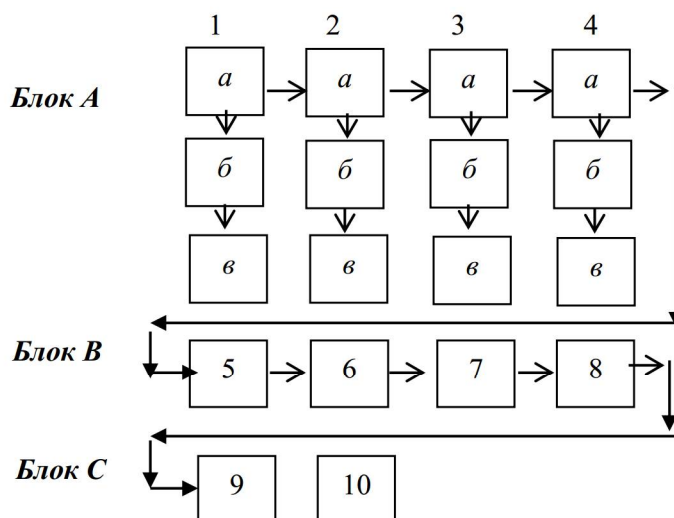 1 2 3 4
Блок А
а а а а
б б б б
в в в в
Блок В
5 6 7 8
Блок С
9 10